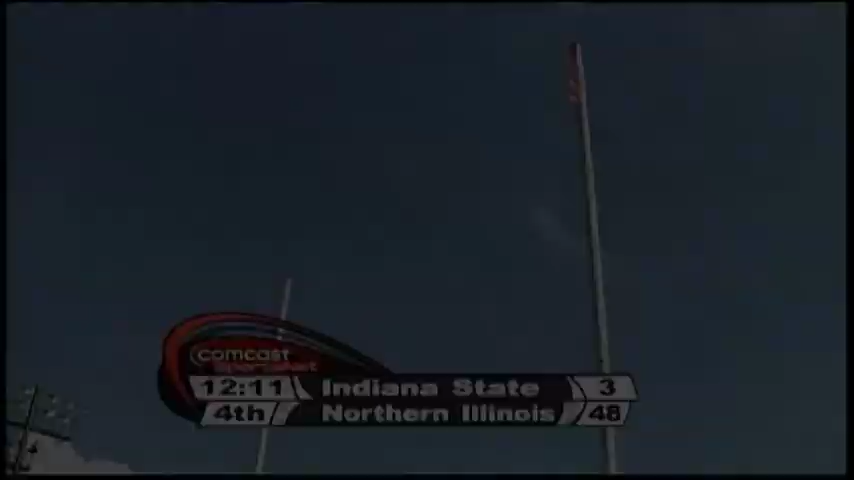 comcast
SportsNet
12:11 Indiana State 3
4th Northern Illinois 48